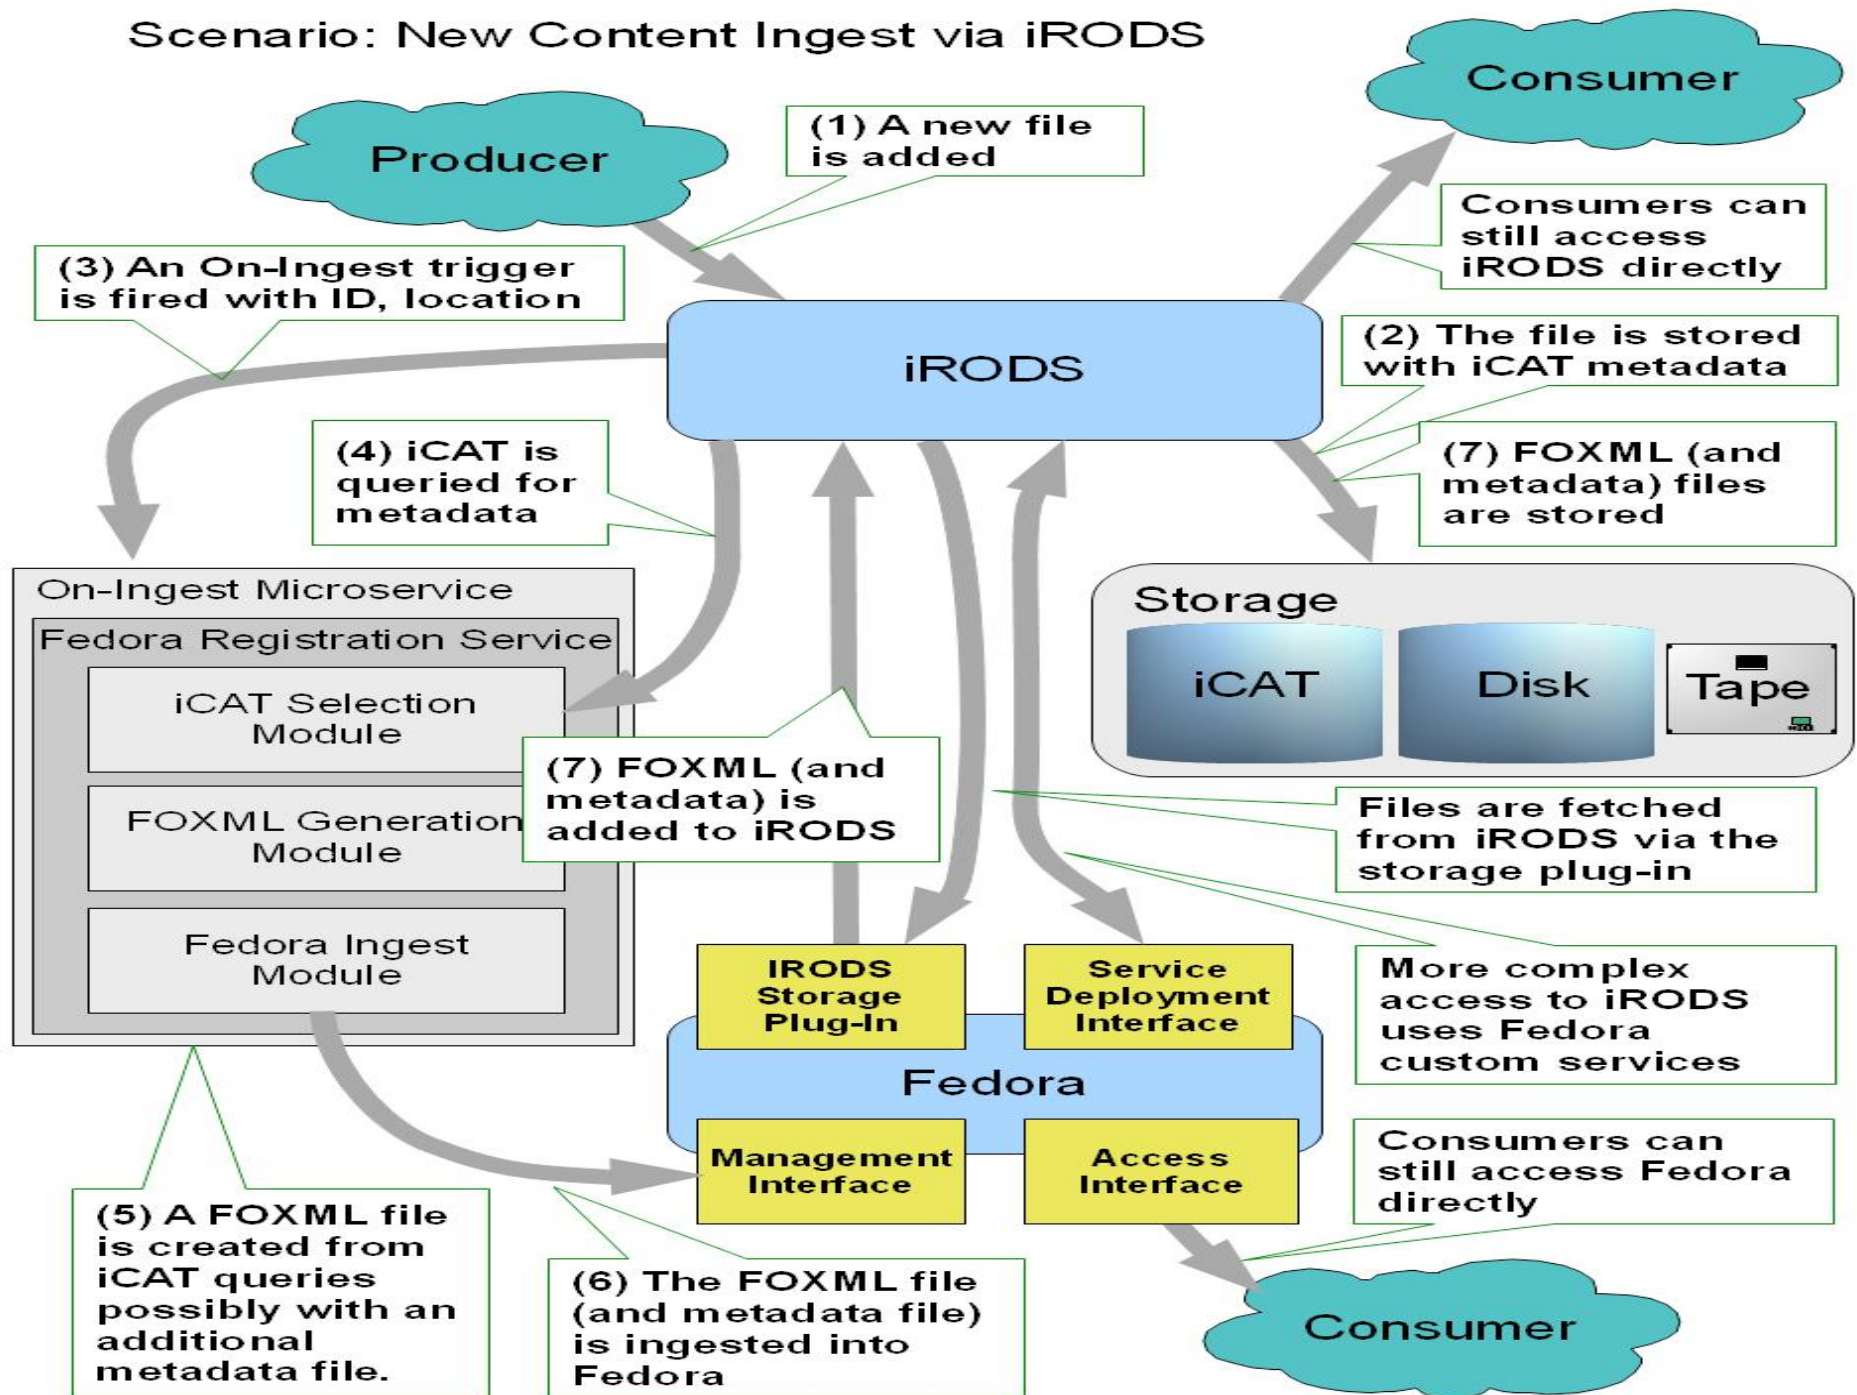 Scenario: New Content Ingest via iRODS
Consumer
Producer
(1) A new file
is added
Consumers can
still access
iRODS directly
(3) An On-Ingest trigger
is fired with ID, location
iRODS
(2) The file is stored
with iCAT metadata
(4) iCAT is
queried for
metadata
(7) FOXML (and
metadata) files
are stored
On-Ingest Microservice
Fedora Registration Service
iCAT Selection
Module
FOXML Generation
Module
Fedora Ingest
Module
Storage
iCAT
Disk
Tape
(7) FOXML (and
metadata) is
added to iRODS
Files are fetched
from iRODS via the
storage plug-in
IRODS
Storage
Plug-In
Service
Deployment
Interface
More complex
access to iRODS
uses Fedora
custom services
Fedora
Management
Interface
Access
Interface
Consumers can
still access Fedora
directly
(5) A FOXML file
is created from
iCAT queries
possibly with an
additional
metadata file.
(6) The FOXML file
(and metadata file)
is ingested into
Fedora
Consumer